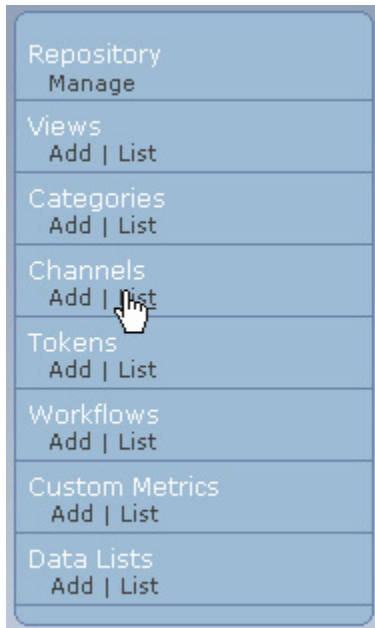 Repository
Manage
Views
Add | List
Categories
Add | List
Channels
Add | List
Tokens
Add | List
Workflows
Add | List
Custom Metrics
Add | List
Data Lists
Add | List